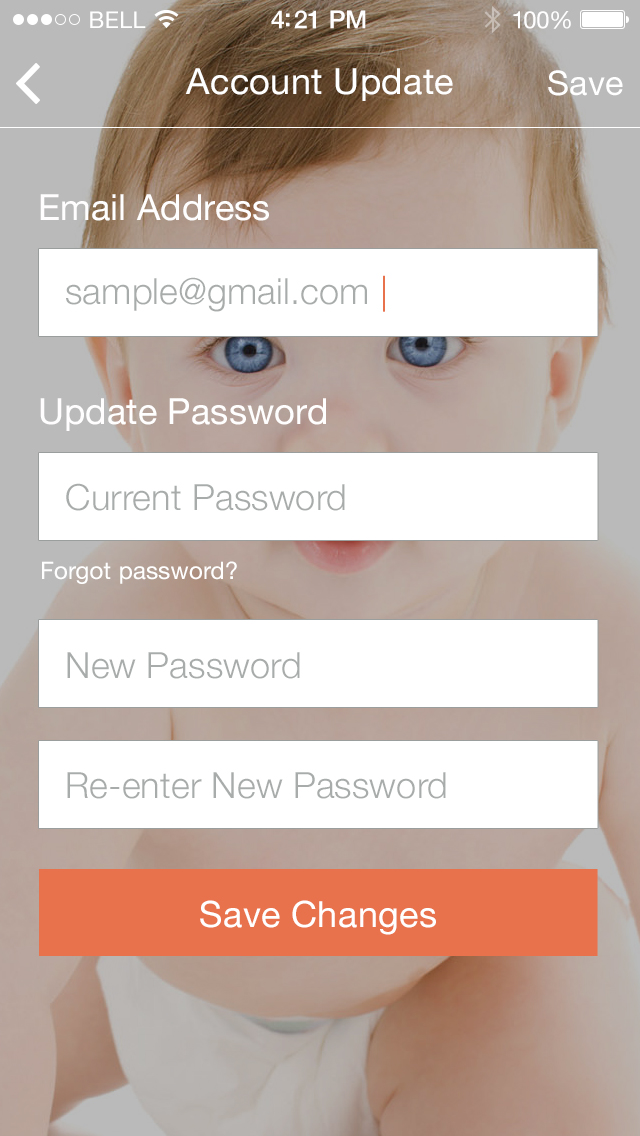 BELL 4:21 PM 100%
Account Update Save
Email Address
sample@gmail.com
Update Password
Current Password
Forgot password?
New Password
Re-enter New Password
Save Changes